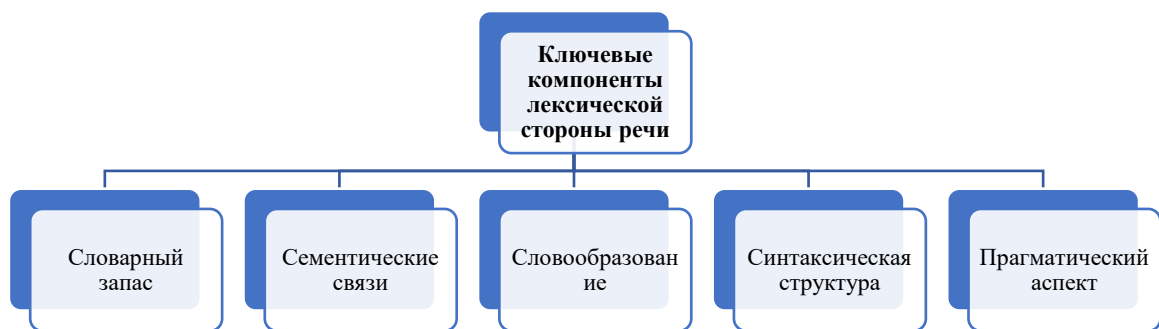 Ключевые
компоненты
лексической
стороны речи
Словарный
запас
Сементические
связи
Словообразован
ие
Синтаксическая
структура
Прагматический
аспект